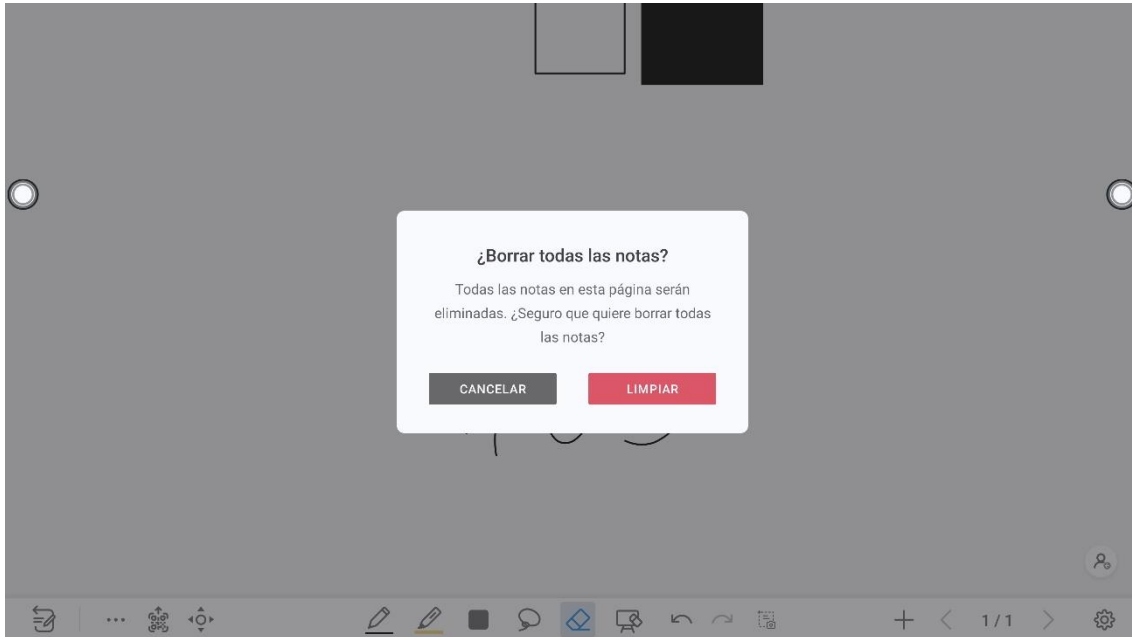 ¿Borrar todas las notas?
Todas las notas en esta página serán
eliminadas. ¿Seguro que quiere borrar todas
las notas?
CANCELAR
LIMPIAR
1/1